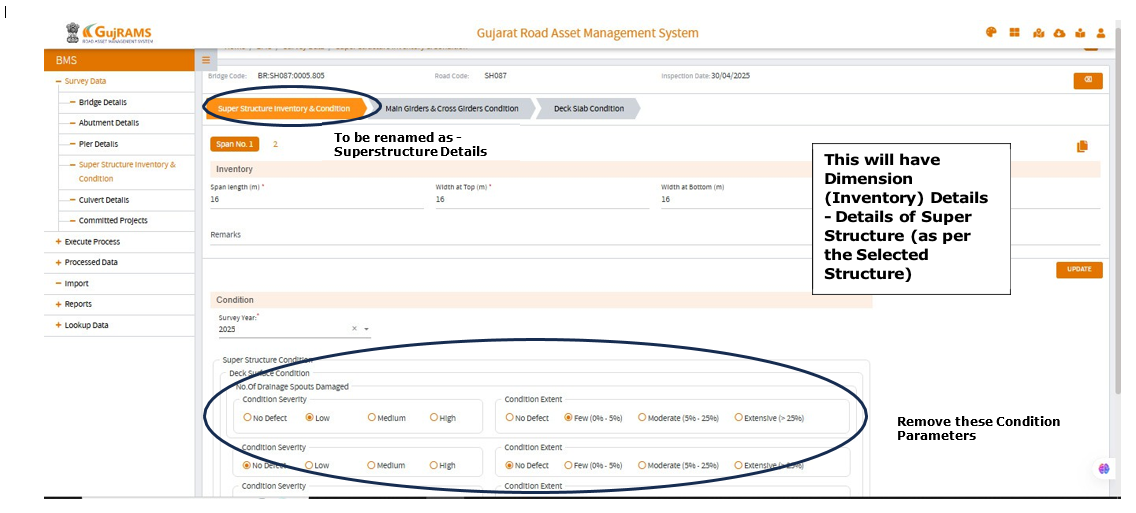 GujRAMS
ROAD ASSET MANAGEMENT SYSTEM
Gujarat Road Asset Management System
BMS
Survey Data
Bridge Details
Abutment Details
Pier Details
Super Structure Inventory &
Condition
Culvert Details
Committed Projects
Execute Process
Processed Data
Import
Reports
Lookup Data
Bridge Code: BR:SH087:0005.805
Road Code: SH087
Inspection Date: 30/04/2025
Super Structure Inventory & Condition
Main Girders & Cross Girders Condition
Deck Slab Condition
To be renamed as -
Superstructure Details
Span No. 1
2
Inventory
Span length (m) *
16
Width at Top (m) *
16
Width at Bottom (m)
16
This will have
Dimension
(Inventory) Details
- Details of Super
Structure (as per
the Selected
Structure)
Remarks
UPDATE
Condition
Survey Year:*
2025
Super Structure Condition
Deck Surface Condition
No.Of Drainage Spouts Damaged
Condition Severity
No Defect Low Medium High
Condition Extent
No Defect Few (0% - 5%) Moderate (5% - 25%) Extensive (> 25%)
Condition Severity
No Defect Low Medium High
Condition Extent
No Defect Few (0% - 5%) Moderate (5% - 25%) Extensive (> 25%)
Condition Severity
Condition Extent
Remove these Condition
Parameters